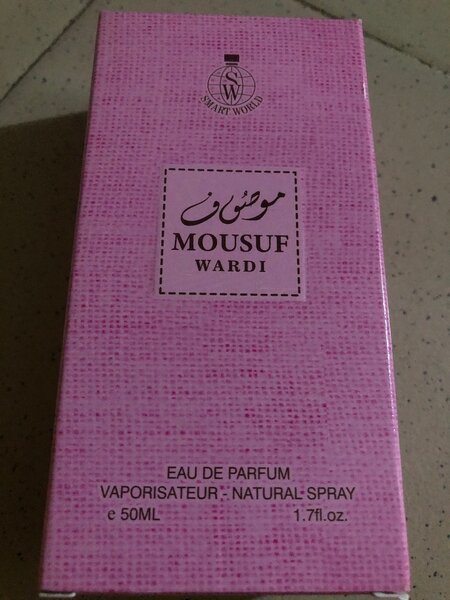 SW
SMART WORLD
موصوف
MOUSUF
WARDI
EAU DE PARFUM
VAPORISATEUR - NATURAL SPRAY
e 50ML 1.7fl.oz.